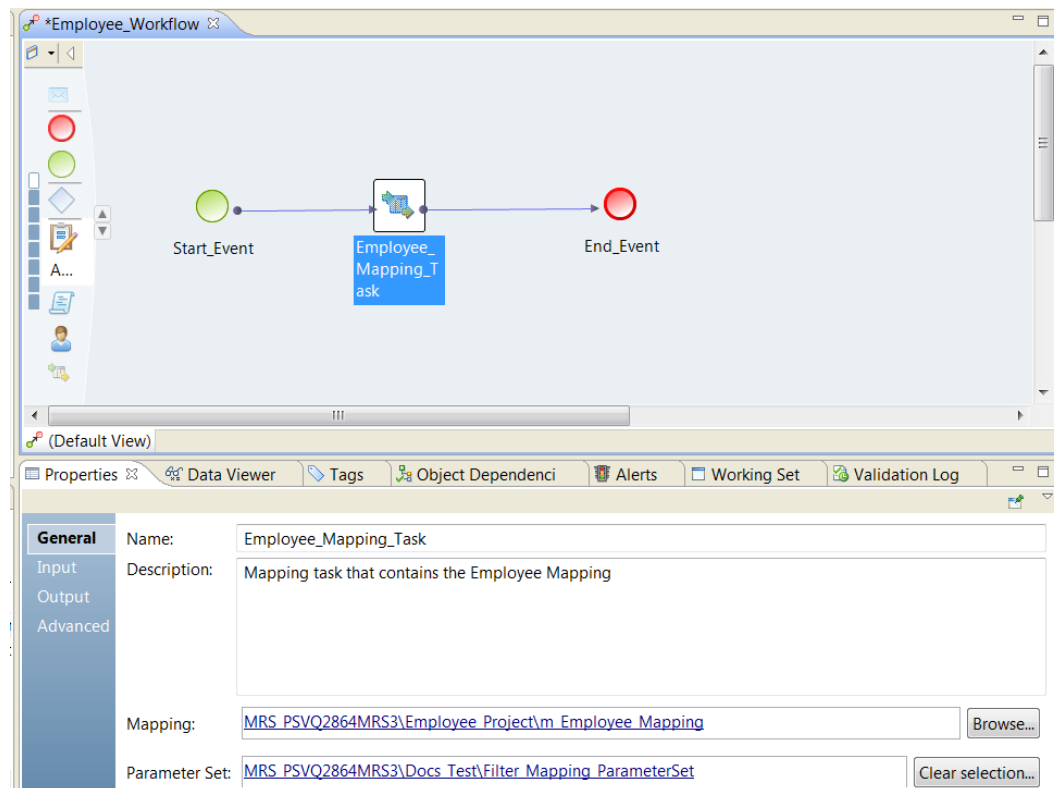 *Employee_Workflow
Start_Event
Employee_
Mapping_T
ask
End_Event
A...
(Default View)
Properties
Data Viewer
Tags
Object Dependenci
Alerts
Working Set
Validation Log
General
Input
Output
Advanced
Name:
Employee_Mapping_Task
Description:
Mapping task that contains the Employee Mapping
Mapping:
MRS_PSVQ2864MRS3\Employee_Project\m_Employee_Mapping
Browse...
Parameter Set:
MRS_PSVQ2864MRS3\Docs_Test\Filter_Mapping_ParameterSet
Clear selection...